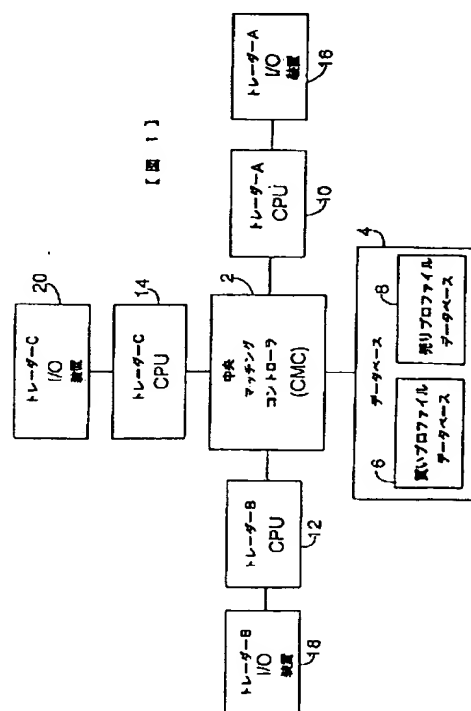 【図 1】
トレーダーC
I/O
装置
20
トレーダーC
CPU
14
トレーダーB
I/O
装置
18
トレーダーB
CPU
12
中央
マッチング
コントローラ
(CMC)
2
トレーダーA
CPU
10
トレーダーA
I/O
装置
16
データベース
4
買いプロファイル
データベース
6
売りプロファイル
データベース
8